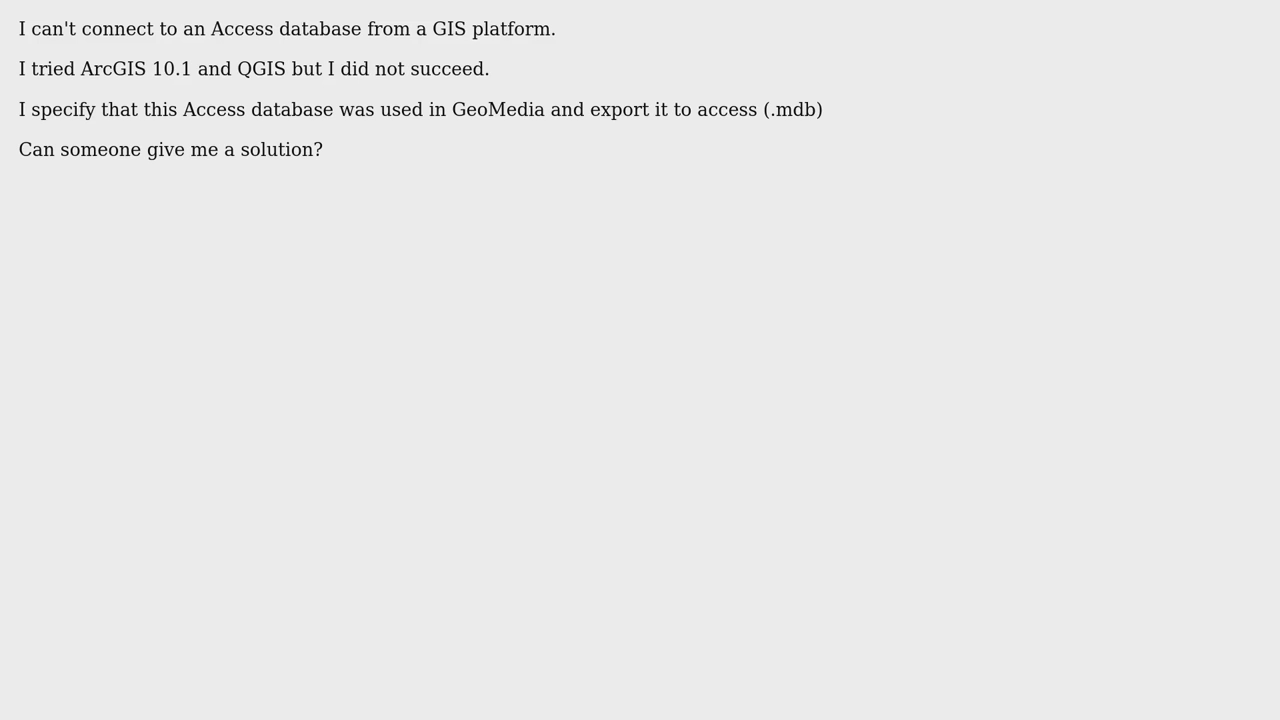 I can't connect to an Access database from a GIS platform.
I tried ArcGIS 10.1 and QGIS but I did not succeed.
I specify that this Access database was used in GeoMedia and export it to access (.mdb)
Can someone give me a solution?